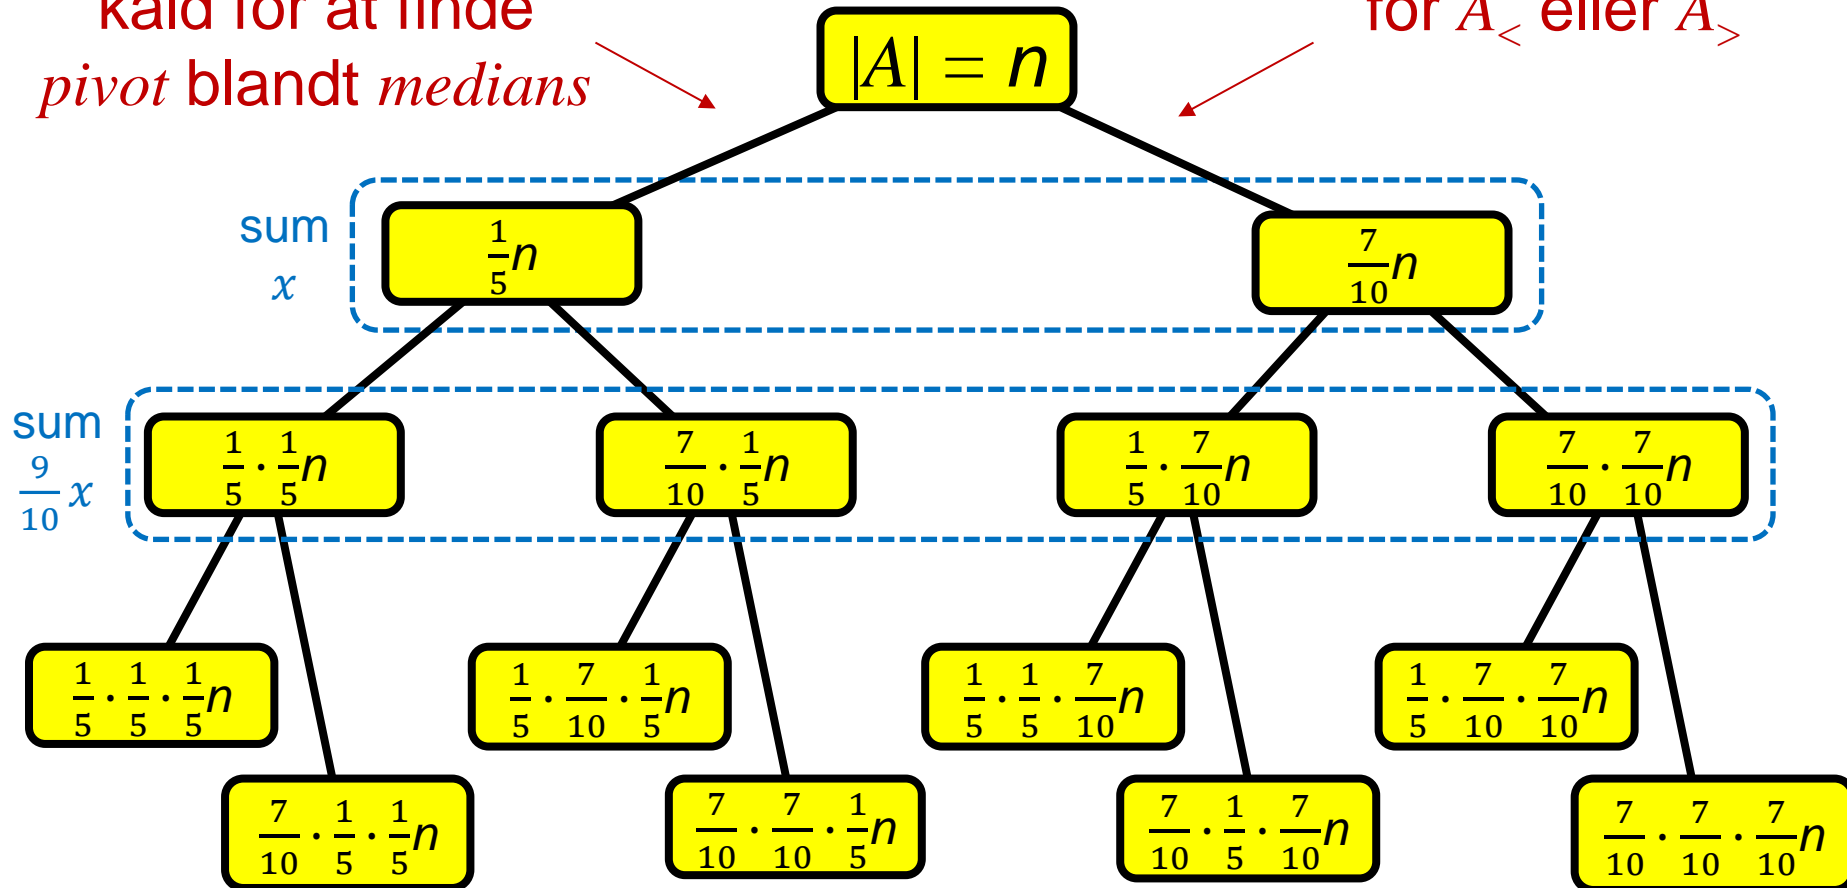 kald for at finde
pivot blandt medians
for A_< eller A_>
|A| = n
sum
x
1/5 n
7/10 n
sum
9/10 x
1/5 · 1/5 n
7/10 · 1/5 n
1/5 · 7/10 n
7/10 · 7/10 n
1/5 · 1/5 · 1/5 n
1/5 · 7/10 · 1/5 n
1/5 · 1/5 · 7/10 n
1/5 · 7/10 · 7/10 n
7/10 · 1/5 · 1/5 n
7/10 · 7/10 · 1/5 n
7/10 · 1/5 · 7/10 n
7/10 · 7/10 · 7/10 n